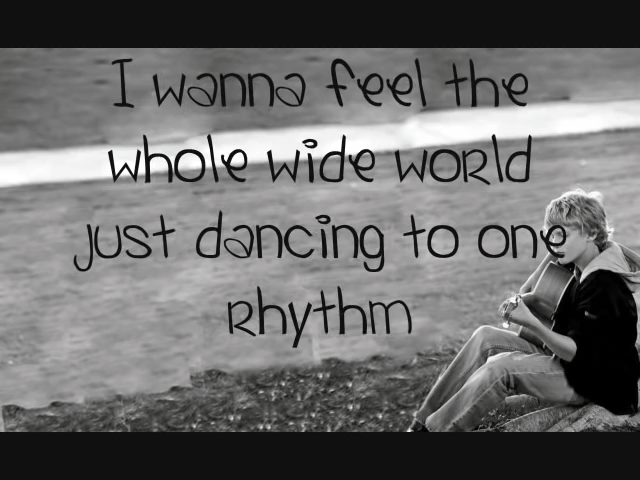 I wanna feel the
whole wide world
just dancing to one
Rhythm